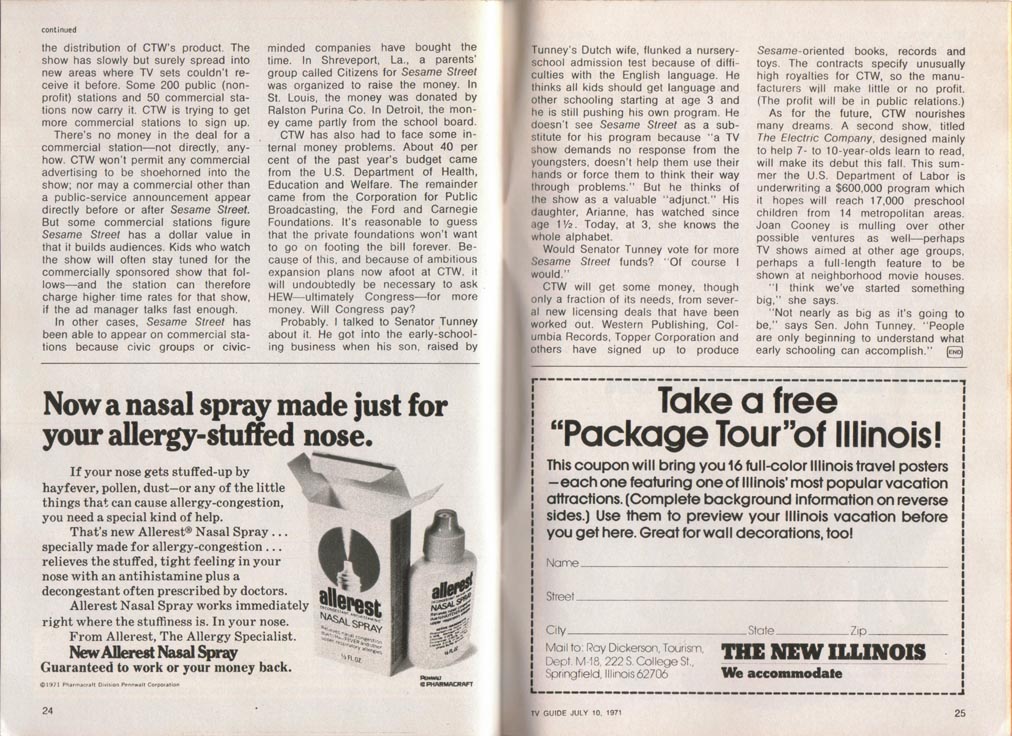 continued
the distribution of CTW's product. The
show has slowly but surely spread into
new areas where TV sets couldn't re-
ceive it before. Some 200 public (non-
profit) stations and 50 commercial sta-
tions now carry it. CTW is trying to get
more commercial stations to sign up.
There's no money in the deal for a
commercial station—not directly, any-
how. CTW won't permit any commercial
advertising to be shoehorned into the
show; nor may a commercial other than
a public-service announcement appear
directly before or after Sesame Street.
But some commercial stations figure
Sesame Street has a dollar value in
that it builds audiences. Kids who watch
the show will often stay tuned for the
commercially sponsored show that fol-
lows—and the station can therefore
charge higher time rates for that show,
if the ad manager talks fast enough.
In other cases, Sesame Street has
been able to appear on commercial sta-
tions because civic groups or civic-
minded companies have bought the
time. In Shreveport, La., a parents'
group called Citizens for Sesame Street
was organized to raise the money. In
St. Louis, the money was donated by
Ralston Purina Co. In Detroit, the mon-
ey came partly from the school board.
CTW has also had to face some in-
ternal money problems. About 40 per
cent of the past year's budget came
from the U.S. Department of Health,
Education and Welfare. The remainder
came from the Corporation for Public
Broadcasting, the Ford and Carnegie
Foundations. It's reasonable to guess
that the private foundations won't want
to go on footing the bill forever. Be-
cause of this, and because of ambitious
expansion plans now afoot at CTW, it
will undoubtedly be necessary to ask
HEW—ultimately Congress—for more
money. Will Congress pay?
Probably. I talked to Senator Tunney
about it. He got into the early-school-
ing business when his son, raised by
Now a nasal spray made just for
your allergy-stuffed nose.
If your nose gets stuffed-up by
hayfever, pollen, dust—or any of the little
things that can cause allergy-congestion,
you need a special kind of help.
That's new Allerest® Nasal Spray . . .
specially made for allergy-congestion . . .
relieves the stuffed, tight feeling in your
nose with an antihistamine plus a
decongestant often prescribed by doctors.
Allerest Nasal Spray works immediately
right where the stuffiness is. In your nose.
From Allerest, The Allergy Specialist.
New Allerest Nasal Spray
Guaranteed to work or your money back.
©1971 Pharmacraft Division Pennwalt Corporation
allerest
NASAL SPRAY
½ FL OZ
allerest
NASAL SPRAY
PHARMACRAFT
24
Tunney's Dutch wife, flunked a nursery-
school admission test because of diffi-
culties with the English language. He
thinks all kids should get language and
other schooling starting at age 3 and
he is still pushing his own program. He
doesn't see Sesame Street as a sub-
stitute for his program because "a TV
show demands no response from the
youngsters, doesn't help them use their
hands or force them to think their way
through problems." But he thinks of
the show as a valuable "adjunct." His
daughter, Arianne, has watched since
age 1½. Today, at 3, she knows the
whole alphabet.
Would Senator Tunney vote for more
Sesame Street funds? "Of course I
would."
CTW will get some money, though
only a fraction of its needs, from sever-
al new licensing deals that have been
worked out. Western Publishing, Col-
umbia Records, Topper Corporation and
others have signed up to produce
Sesame-oriented books, records and
toys. The contracts specify unusually
high royalties for CTW, so the manu-
facturers will make little or no profit.
(The profit will be in public relations.)
As for the future, CTW nourishes
many dreams. A second show, titled
The Electric Company, designed mainly
to help 7- to 10-year-olds learn to read,
will make its debut this fall. This sum-
mer the U.S. Department of Labor is
underwriting a $600,000 program which
it hopes will reach 17,000 preschool
children from 14 metropolitan areas.
Joan Cooney is mulling over other
possible ventures as well—perhaps
TV shows aimed at other age groups,
perhaps a full-length feature to be
shown at neighborhood movie houses.
"I think we've started something
big," she says.
"Not nearly as big as it's going to
be," says Sen. John Tunney. "People
are only beginning to understand what
early schooling can accomplish." END
Take a free
"Package Tour" of Illinois!
This coupon will bring you 16 full-color Illinois travel posters
—each one featuring one of Illinois' most popular vacation
attractions. (Complete background information on reverse
sides.) Use them to preview your Illinois vacation before
you get here. Great for wall decorations, too!
Name
Street
City State Zip
Mail to: Ray Dickerson, Tourism,
Dept. M-18, 222 S. College St.,
Springfield, Illinois 62706
THE NEW ILLINOIS
We accommodate
TV GUIDE JULY 10, 1971
25